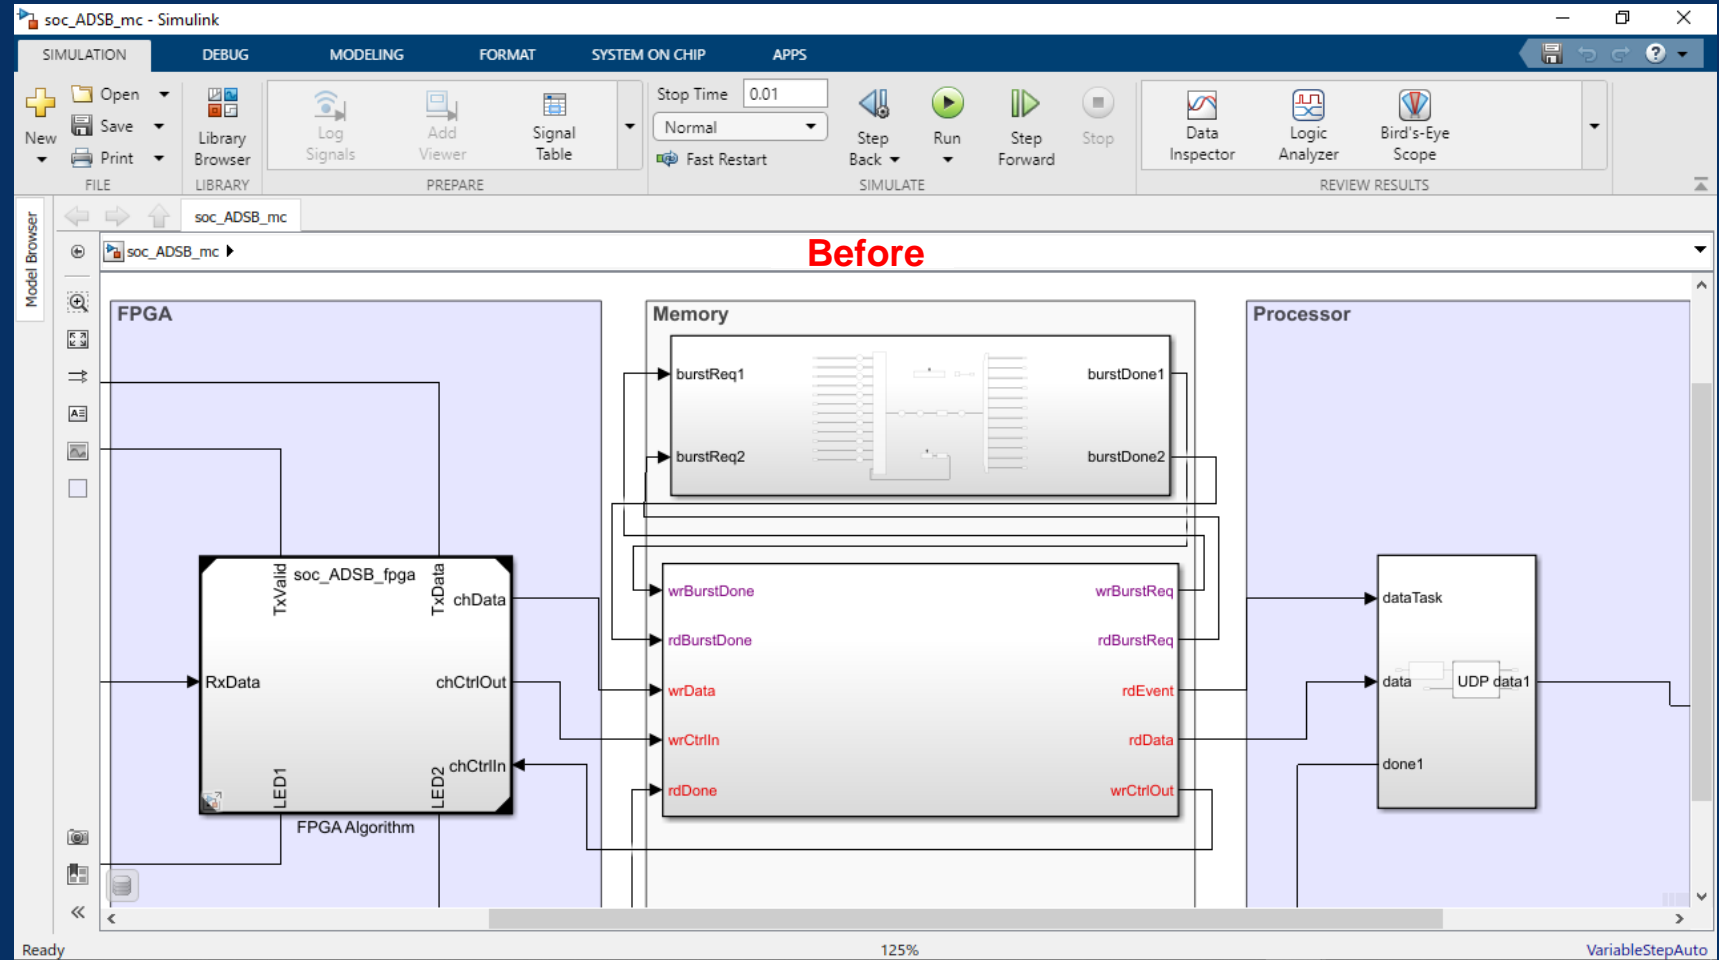 soc_ADSB_mc - Simulink
SIMULATION DEBUG MODELING FORMAT SYSTEM ON CHIP APPS
New
Open
Save
Print
FILE
Library Browser
LIBRARY
Log Signals
Add Viewer
Signal Table
PREPARE
Stop Time 0.01
Normal
Fast Restart
Step Back
Run
Step Forward
Stop
SIMULATE
Data Inspector
Logic Analyzer
Bird's-Eye Scope
REVIEW RESULTS
Model Browser
soc_ADSB_mc
soc_ADSB_mc
Before
FPGA
soc_ADSB_fpga
TxValid
TxData
chData
RxData
chCtrlOut
chCtrlIn
LED1
LED2
FPGA Algorithm
Memory
burstReq1
burstDone1
burstReq2
burstDone2
wrBurstDone
wrBurstReq
rdBurstDone
rdBurstReq
wrData
rdEvent
wrCtrlIn
rdData
rdDone
wrCtrlOut
Processor
dataTask
data
UDP data1
done1
Ready
125%
VariableStepAuto